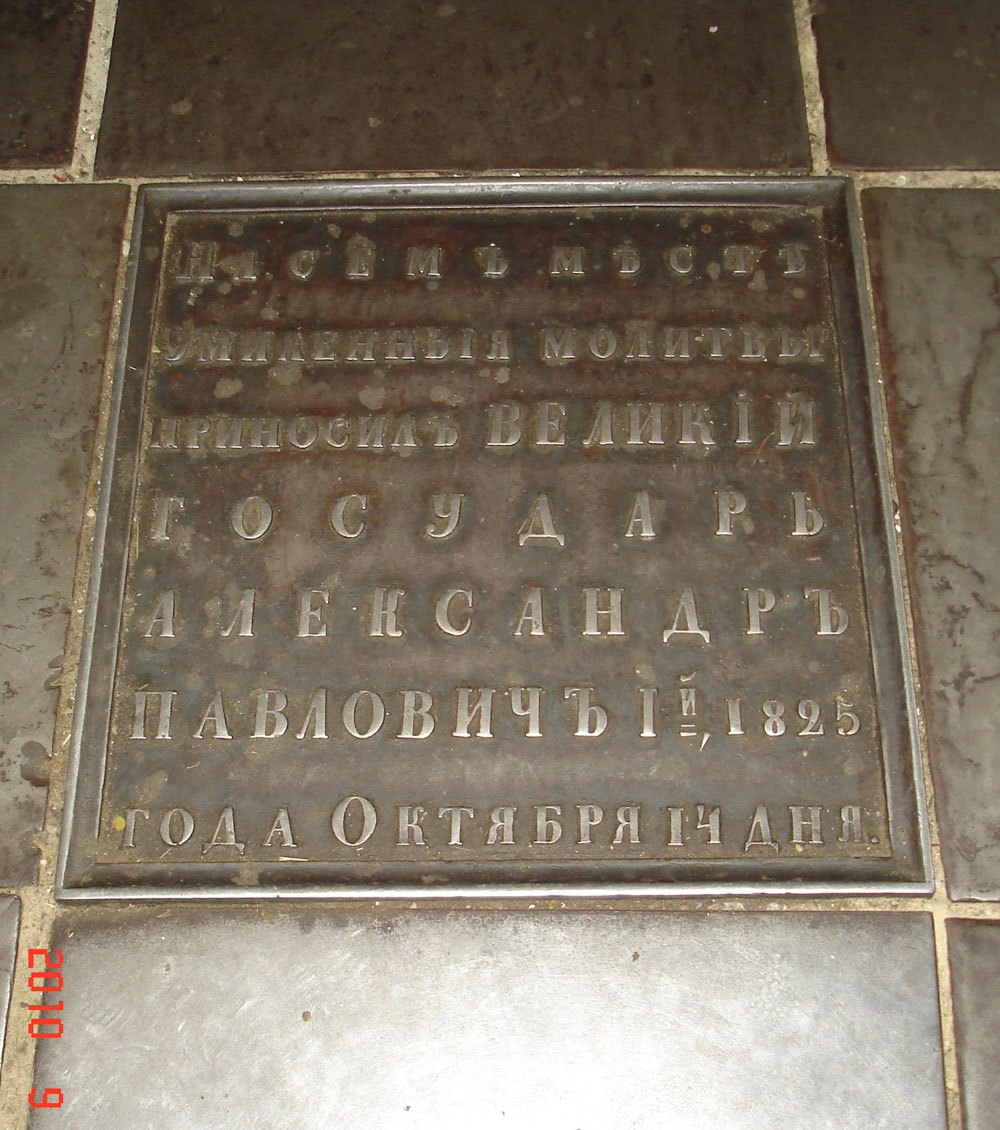 На семъ мѣстѣ
умиленныя молитвы
приносилъ ВЕЛИКІЙ
ГОСУДАРЬ
АЛЕКСАНДРЪ
ПАВЛОВИЧЪ Iй, 1825
года Октября 14 дня.
2010 9